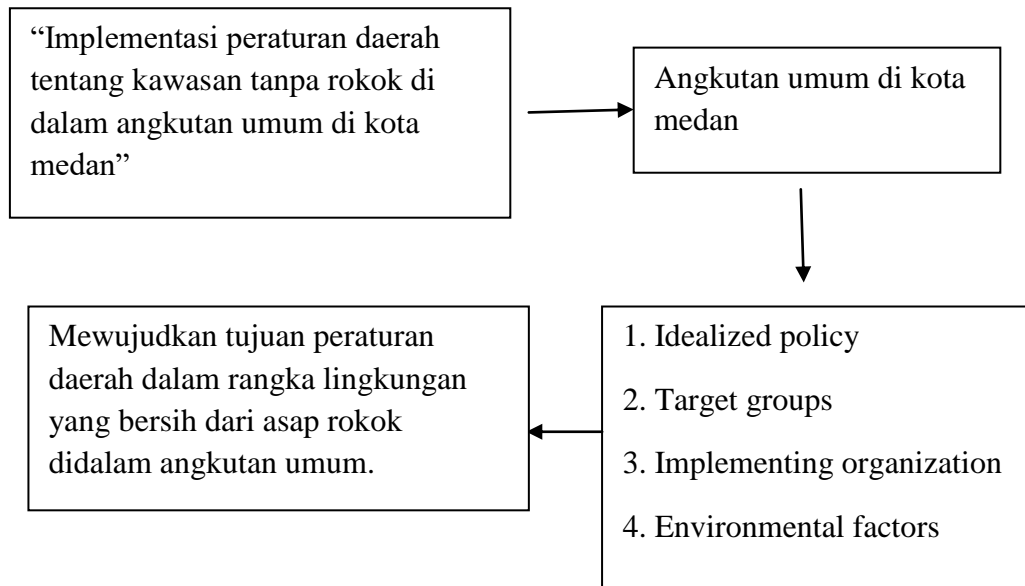 “Implementasi peraturan daerah
tentang kawasan tanpa rokok di
dalam angkutan umum di kota
medan”
Angkutan umum di kota
medan
1. Idealized policy
2. Target groups
3. Implementing organization
4. Environmental factors
Mewujudkan tujuan peraturan
daerah dalam rangka lingkungan
yang bersih dari asap rokok
didalam angkutan umum.